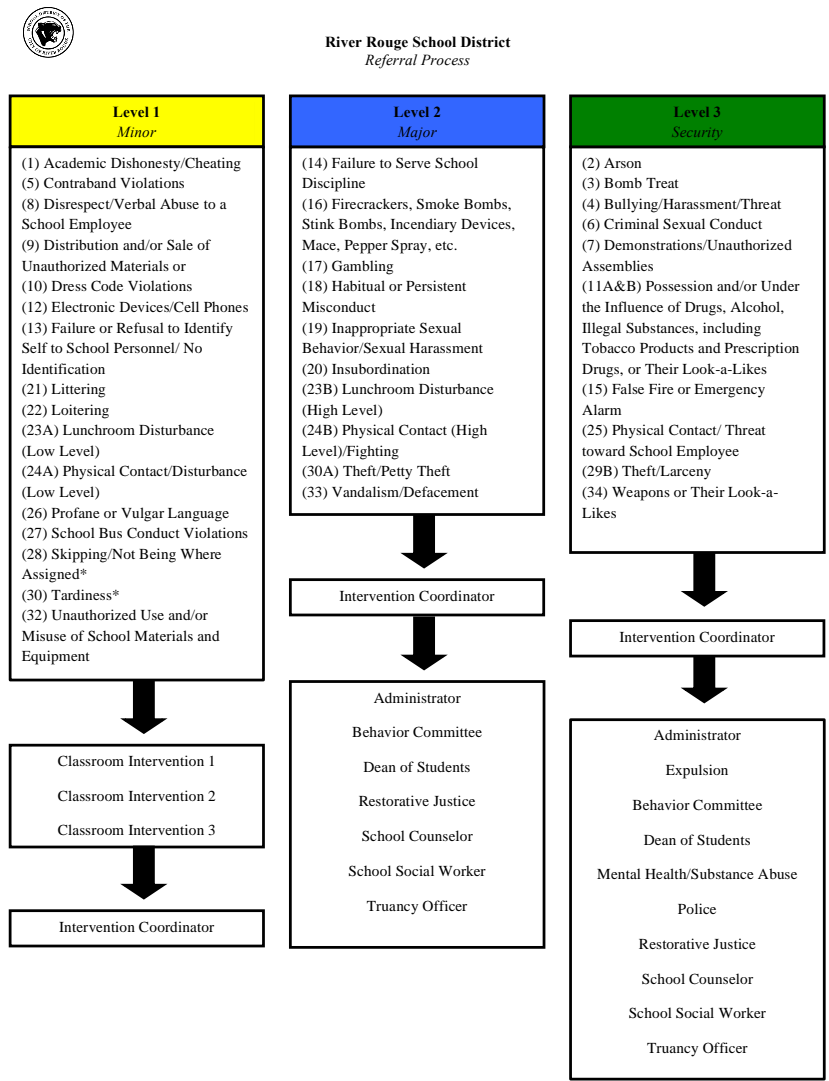 River Rouge School District
Referral Process
Level 1
Minor
(1) Academic Dishonesty/Cheating
(5) Contraband Violations
(8) Disrespect/Verbal Abuse to a
School Employee
(9) Distribution and/or Sale of
Unauthorized Materials or
(10) Dress Code Violations
(12) Electronic Devices/Cell Phones
(13) Failure or Refusal to Identify
Self to School Personnel/ No
Identification
(21) Littering
(22) Loitering
(23A) Lunchroom Disturbance
(Low Level)
(24A) Physical Contact/Disturbance
(Low Level)
(26) Profane or Vulgar Language
(27) School Bus Conduct Violations
(28) Skipping/Not Being Where
Assigned*
(30) Tardiness*
(32) Unauthorized Use and/or
Misuse of School Materials and
Equipment
Classroom Intervention 1
Classroom Intervention 2
Classroom Intervention 3
Intervention Coordinator
Level 2
Major
(14) Failure to Serve School
Discipline
(16) Firecrackers, Smoke Bombs,
Stink Bombs, Incendiary Devices,
Mace, Pepper Spray, etc.
(17) Gambling
(18) Habitual or Persistent
Misconduct
(19) Inappropriate Sexual
Behavior/Sexual Harassment
(20) Insubordination
(23B) Lunchroom Disturbance
(High Level)
(24B) Physical Contact (High
Level)/Fighting
(30A) Theft/Petty Theft
(33) Vandalism/Defacement
Intervention Coordinator
Administrator
Behavior Committee
Dean of Students
Restorative Justice
School Counselor
School Social Worker
Truancy Officer
Level 3
Security
(2) Arson
(3) Bomb Treat
(4) Bullying/Harassment/Threat
(6) Criminal Sexual Conduct
(7) Demonstrations/Unauthorized
Assemblies
(11A&B) Possession and/or Under
the Influence of Drugs, Alcohol,
Illegal Substances, including
Tobacco Products and Prescription
Drugs, or Their Look-a-Likes
(15) False Fire or Emergency
Alarm
(25) Physical Contact/ Threat
toward School Employee
(29B) Theft/Larceny
(34) Weapons or Their Look-a-
Likes
Intervention Coordinator
Administrator
Expulsion
Behavior Committee
Dean of Students
Mental Health/Substance Abuse
Police
Restorative Justice
School Counselor
School Social Worker
Truancy Officer